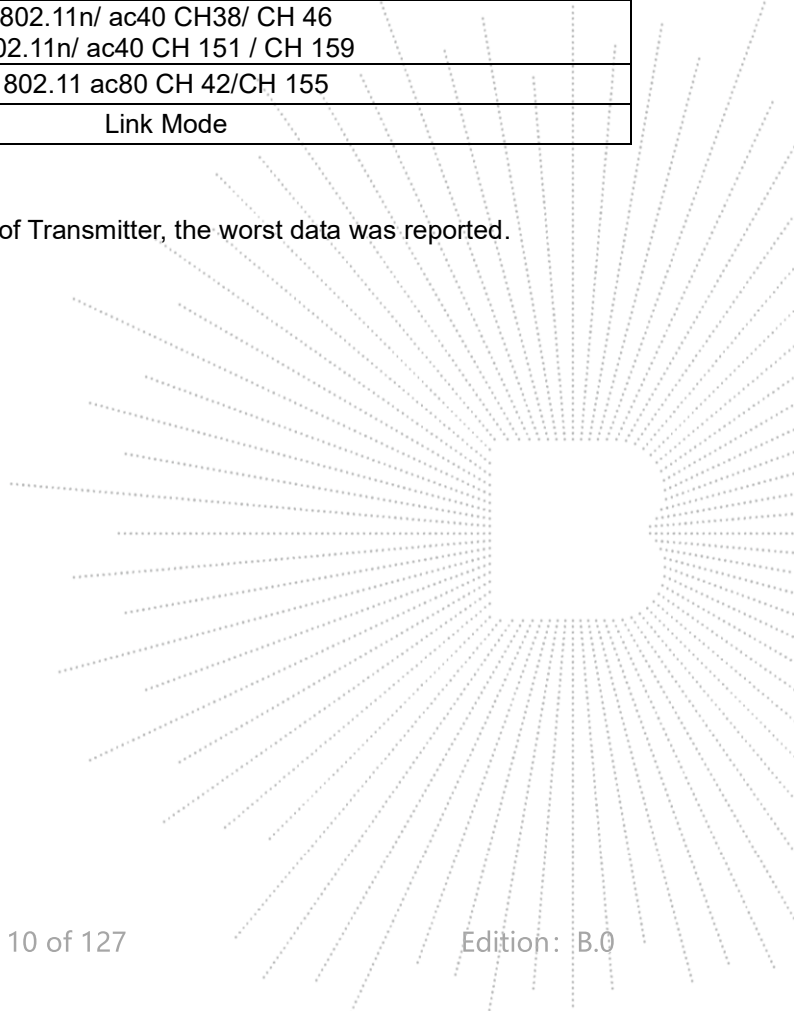 802.11n/ ac40 CH38/ CH 46
02.11n/ ac40 CH 151 / CH 159
802.11 ac80 CH 42/CH 155
Link Mode
of Transmitter, the worst data was reported.
10 of 127 Edition: B.0